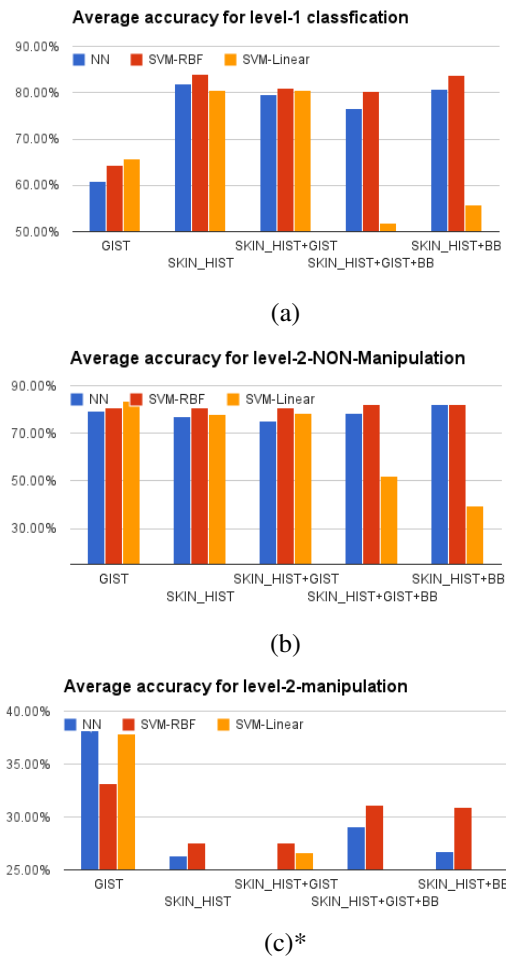 Average accuracy for level-1 classfication
90.00%
NN SVM-RBF SVM-Linear
80.00%
70.00%
60.00%
50.00%
GIST SKIN_HIST+GIST SKIN_HIST+BB
SKIN_HIST SKIN_HIST+GIST+BB
(a)
Average accuracy for level-2-NON-Manipulation
90.00%
NN SVM-RBF SVM-Linear
70.00%
50.00%
30.00%
GIST SKIN_HIST+GIST SKIN_HIST+BB
SKIN_HIST SKIN_HIST+GIST+BB
(b)
Average accuracy for level-2-manipulation
40.00%
NN SVM-RBF SVM-Linear
35.00%
30.00%
25.00%
GIST SKIN_HIST+GIST SKIN_HIST+BB
SKIN_HIST SKIN_HIST+GIST+BB
(c)*